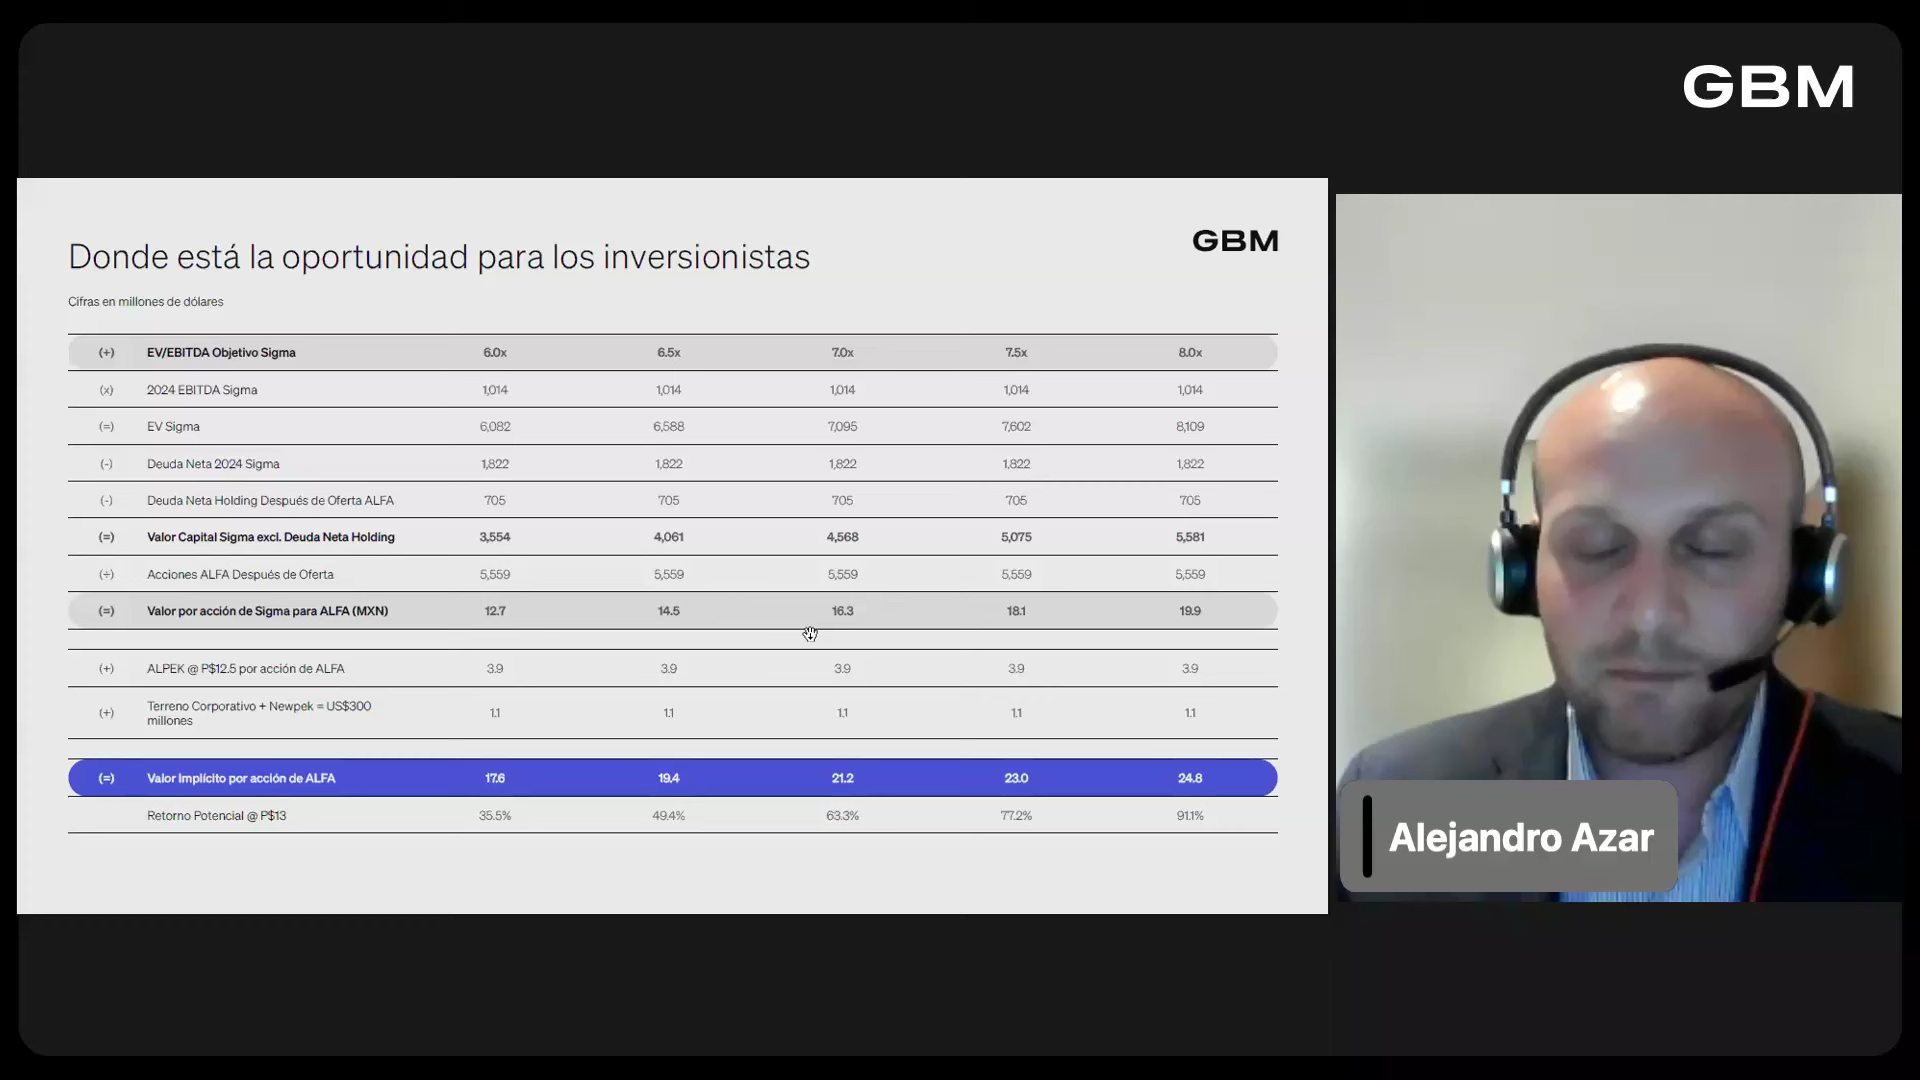 GBM
Donde está la oportunidad para los inversionistas
GBM
Cifras en millones de dólares
(+) EV/EBITDA Objetivo Sigma 6.0x 6.5x 7.0x 7.5x 8.0x
(x) 2024 EBITDA Sigma 1,014 1,014 1,014 1,014 1,014
(=) EV Sigma 6,082 6,588 7,095 7,602 8,109
(-) Deuda Neta 2024 Sigma 1,822 1,822 1,822 1,822 1,822
(-) Deuda Neta Holding Después de Oferta ALFA 705 705 705 705 705
(=) Valor Capital Sigma excl. Deuda Neta Holding 3,554 4,061 4,568 5,075 5,581
(÷) Acciones ALFA Después de Oferta 5,559 5,559 5,559 5,559 5,559
(=) Valor por acción de Sigma para ALFA (MXN) 12.7 14.5 16.3 18.1 19.9
(+) ALPEK @ P$12.5 por acción de ALFA 3.9 3.9 3.9 3.9 3.9
(+) Terreno Corporativo + Newpek = US$300
millones 1.1 1.1 1.1 1.1 1.1
(=) Valor Implícito por acción de ALFA 17.6 19.4 21.2 23.0 24.8
Retorno Potencial @ P$13 35.5% 49.4% 63.3% 77.2% 91.1%
Alejandro Azar